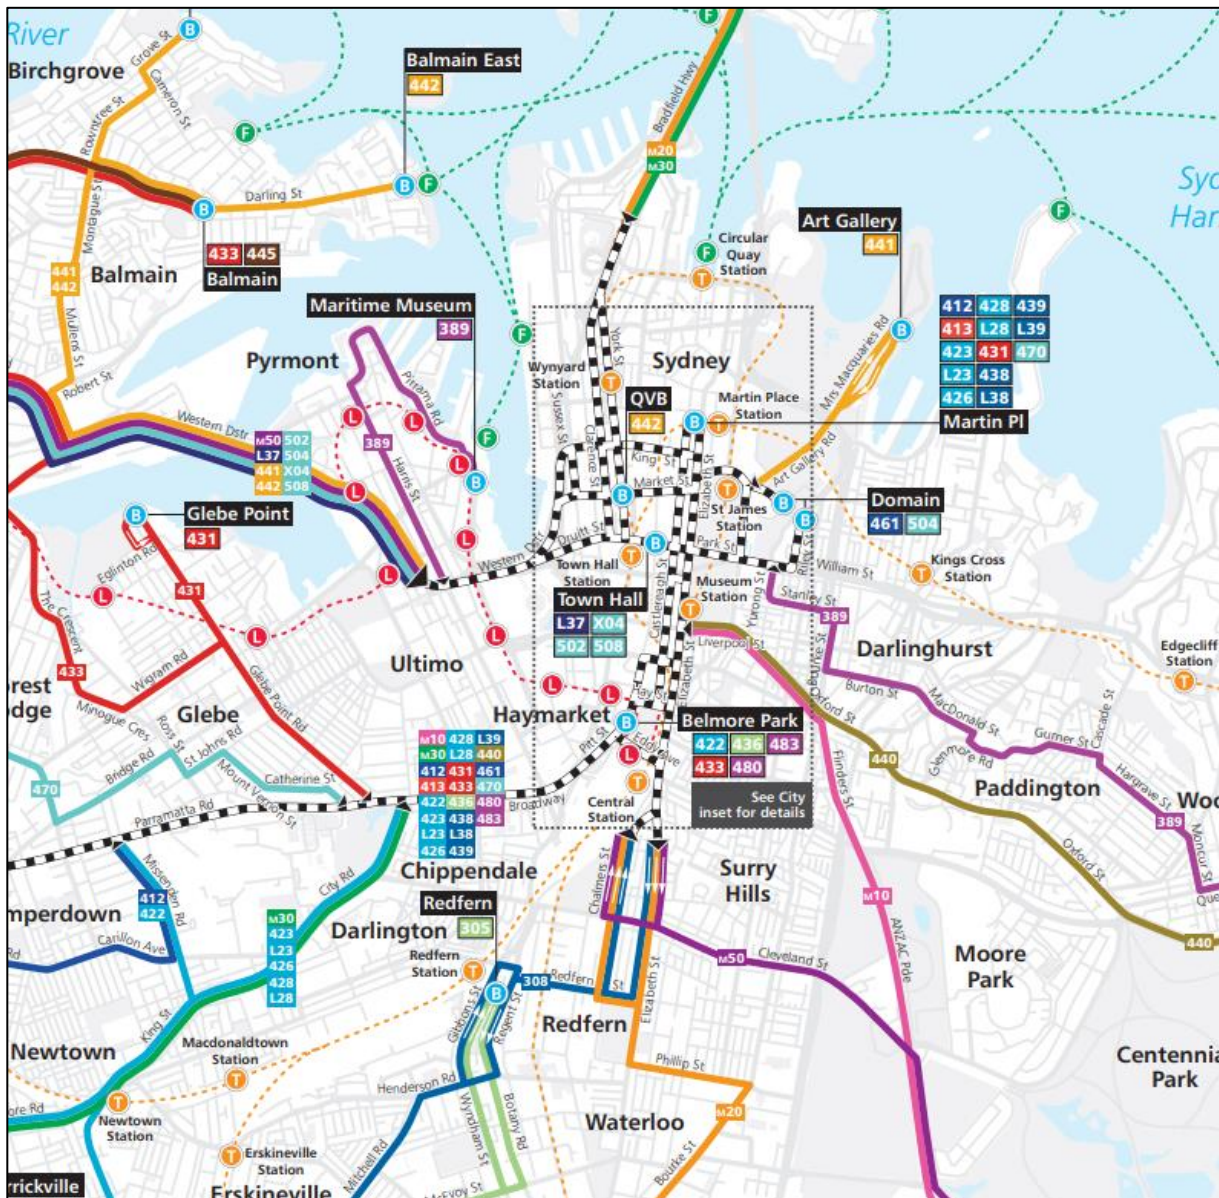 River
Birchgrove
Grove St
Cameron St
Rowntree St
Balmain East
442
Darling St
Montague St
441
442
Mullens St
Robert St
Balmain
433 445
Balmain
Bradfield Hwy
M20
M30
Circular
Quay
Station
Art Gallery
441
Mrs Macquaries Rd
Art Gallery Rd
Syd
Har
412 428 439
413 L28 L39
423 431 470
L23 438
426 L38
Martin Pl
Maritime Museum
389
Pyrmont
Pirrama Rd
389
Harris St
Western Dstr
M50 502
L37 504
441 X04
442 508
Sydney
York St
Wynyard
Station
Sussex St
Clarence St
QVB
442
Martin Place
Station
King St
Market St
Elizabeth St
St James
Station
Domain
461 504
Druitt St
Western Dstr
Park St
Riley St
William St
Kings Cross
Station
Town Hall
Station
Town Hall
L37 X04
502 508
Castlereagh St
Museum
Station
Yurong St
Stanley St
389
Liverpool St
Bourke St
Darlinghurst
Burton St
Oxford St
MacDonald St
Glenmore Rd
Gurner St
Cascade St
Hargrave St
389
Moncur St
Edgecliff
Station
Paddington
Woo
Que
Glebe Point
431
Eglinton Rd
431
The Crescent
433
Wigram Rd
Minogue Cres
Glebe Point Rd
orest
odge
Glebe
Ross St
St Johns Rd
Bridge Rd
470
Mount Vernon St
Catherine St
Parramatta Rd
Ultimo
Haymarket
Hay St
Elizabeth St
Pitt St
Eddy Ave
Belmore Park
422 436 483
433 480
See City
inset for details
Central
Station
Broadway
M10 428 L39
M30 L28 440
412 431 461
413 433 470
422 436 480
423 438 483
L23 L38
426 439
Chippendale
City Rd
Missenden Rd
412
422
mperdown
Carillon Ave
Rd
M30
423
L23
426
428
L28
King St
Newtown
Newtown
Station
ore Rd
Macdonaldtown
Station
Erskineville
Station
Erskineville
rrickville
Darlington
Redfern
305
Redfern
Station
Gibbons St
Regent St
308
Redfern St
Redfern
Henderson Rd
Wyndham St
Botany Rd
Mitchell Rd
McEvoy St
Chalmers St
Elizabeth St
Surry
Hills
M50
Cleveland St
Flinders St
M10
ANZAC Pde
440
Oxford St
440
Moore
Park
Centennia
Park
Phillip St
M20
Waterloo
Bourke St